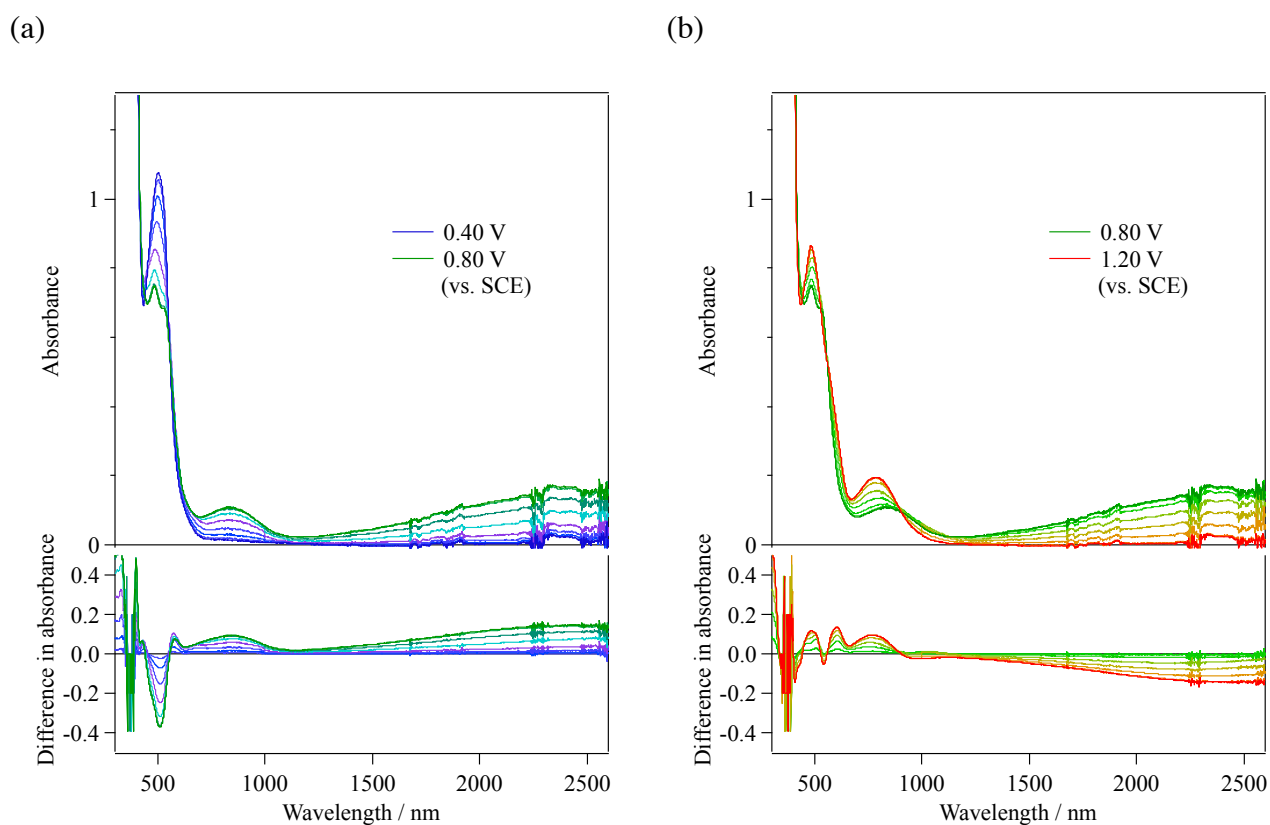 (a)
1
0
Absorbance
0.40 V
0.80 V
(vs. SCE)
0.4
0.2
0.0
-0.2
-0.4
Difference in absorbance
500
1000
1500
2000
2500
Wavelength / nm
(b)
1
0
Absorbance
0.80 V
1.20 V
(vs. SCE)
0.4
0.2
0.0
-0.2
-0.4
Difference in absorbance
500
1000
1500
2000
2500
Wavelength / nm